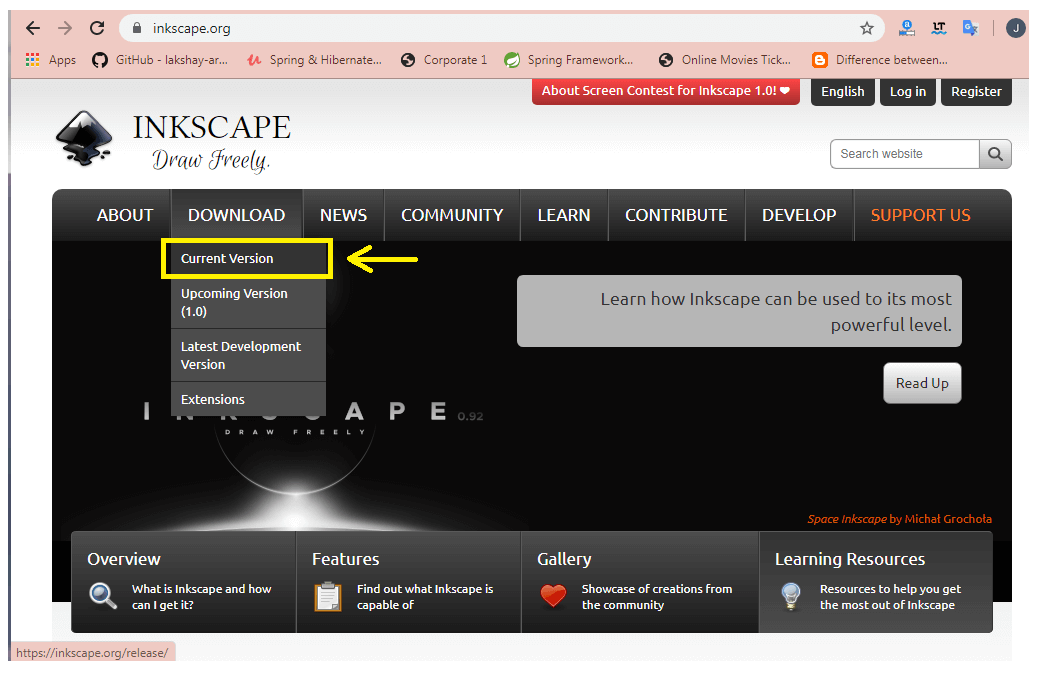 inkscape.org
J
Apps
GitHub - lakshay-ar...
Spring & Hibernate...
Corporate 1
Spring Framework...
Online Movies Tick...
Difference between...
About Screen Contest for Inkscape 1.0! ❤
English
Log in
Register
INKSCAPE
Draw Freely.
Search website
ABOUT
DOWNLOAD
NEWS
COMMUNITY
LEARN
CONTRIBUTE
DEVELOP
SUPPORT US
Current Version
Upcoming Version
(1.0)
Latest Development
Version
Extensions
Learn how Inkscape can be used to its most
powerful level.
Read Up
INKSCAPE 0.92
DRAW FREELY
Space Inkscape by Michał Grochola
Overview
What is Inkscape and how
can I get it?
Features
Find out what Inkscape is
capable of
Gallery
Showcase of creations from
the community
Learning Resources
Resources to help you get
the most out of Inkscape
https://inkscape.org/release/